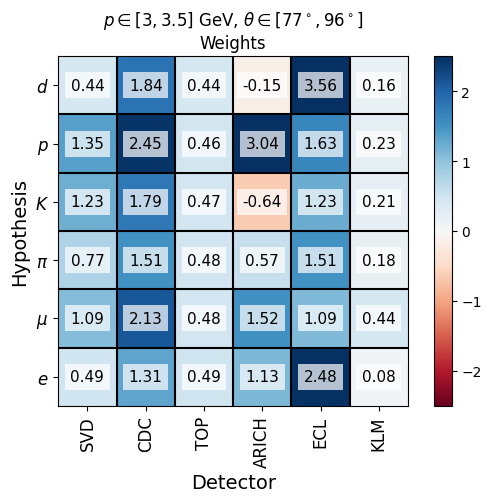 p ∈ [3, 3.5] GeV, θ ∈ [77°, 96°]
Weights
d 0.44 1.84 0.44 -0.15 3.56 0.16
p 1.35 2.45 0.46 3.04 1.63 0.23
K 1.23 1.79 0.47 -0.64 1.23 0.21
π 0.77 1.51 0.48 0.57 1.51 0.18
μ 1.09 2.13 0.48 1.52 1.09 0.44
e 0.49 1.31 0.49 1.13 2.48 0.08
SVD CDC TOP ARICH ECL KLM
Detector
Hypothesis
2
1
0
−1
−2